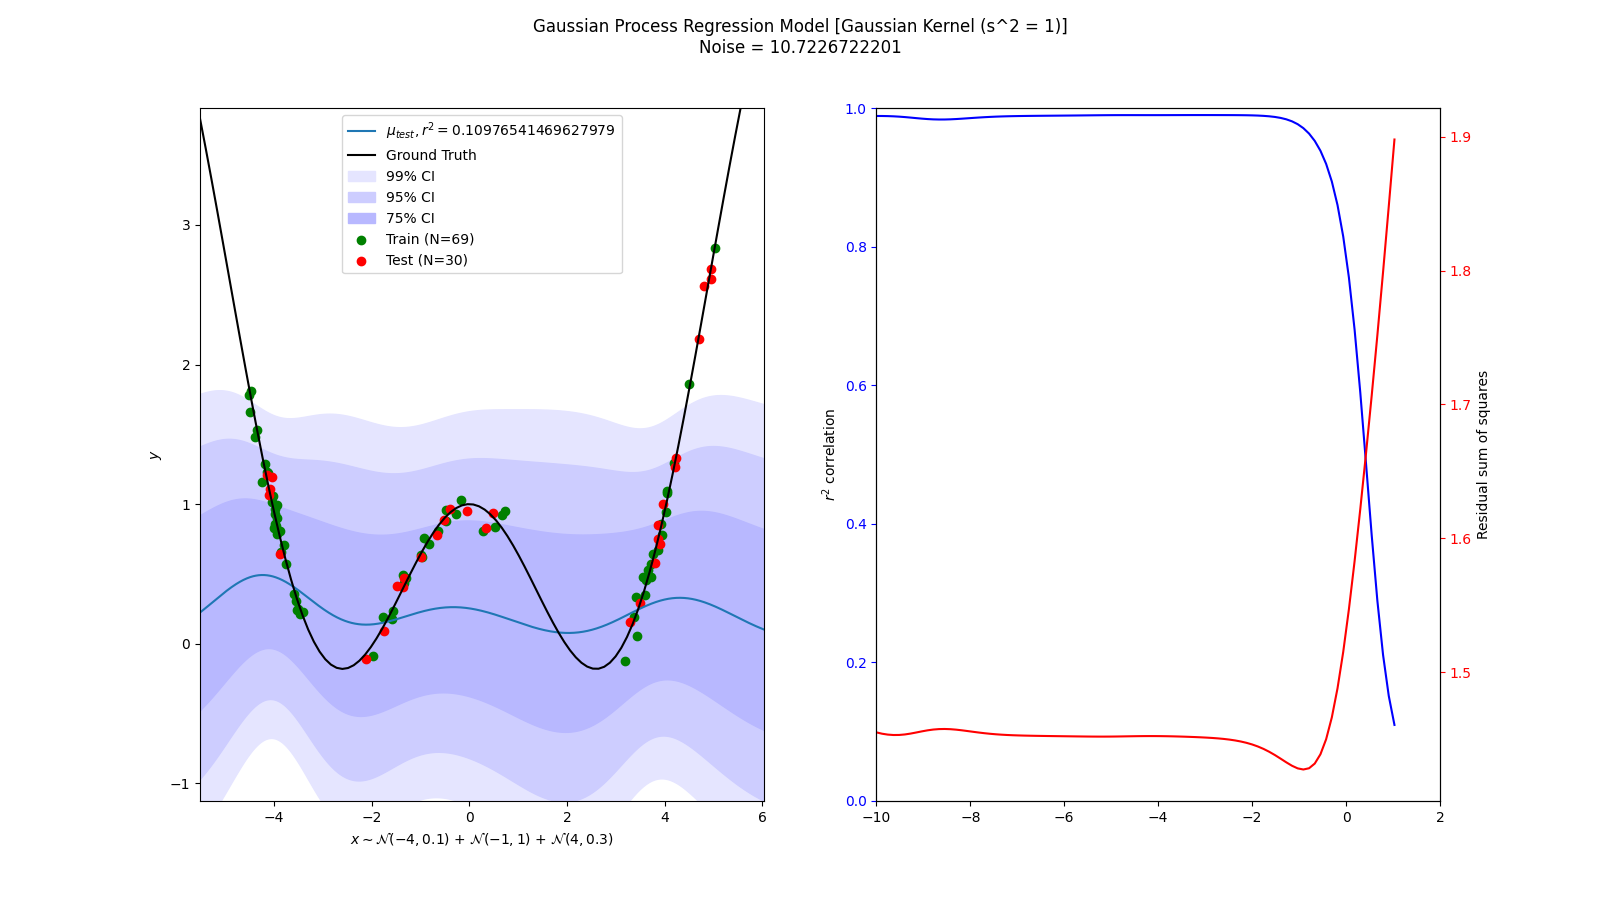 Gaussian Process Regression Model [Gaussian Kernel (s^2 = 1)]
Noise = 10.7226722201
μ_test, r² = 0.10976541469627979
Ground Truth
99% CI
95% CI
75% CI
Train (N=69)
Test (N=30)
3
2
1
0
−1
y
−4
−2
0
2
4
6
x ∼ 𝒩(−4, 0.1) + 𝒩(−1, 1) + 𝒩(4, 0.3)
1.0
0.8
0.6
0.4
0.2
0.0
r² correlation
−10
−8
−6
−4
−2
0
2
1.9
1.8
1.7
1.6
1.5
Residual sum of squares